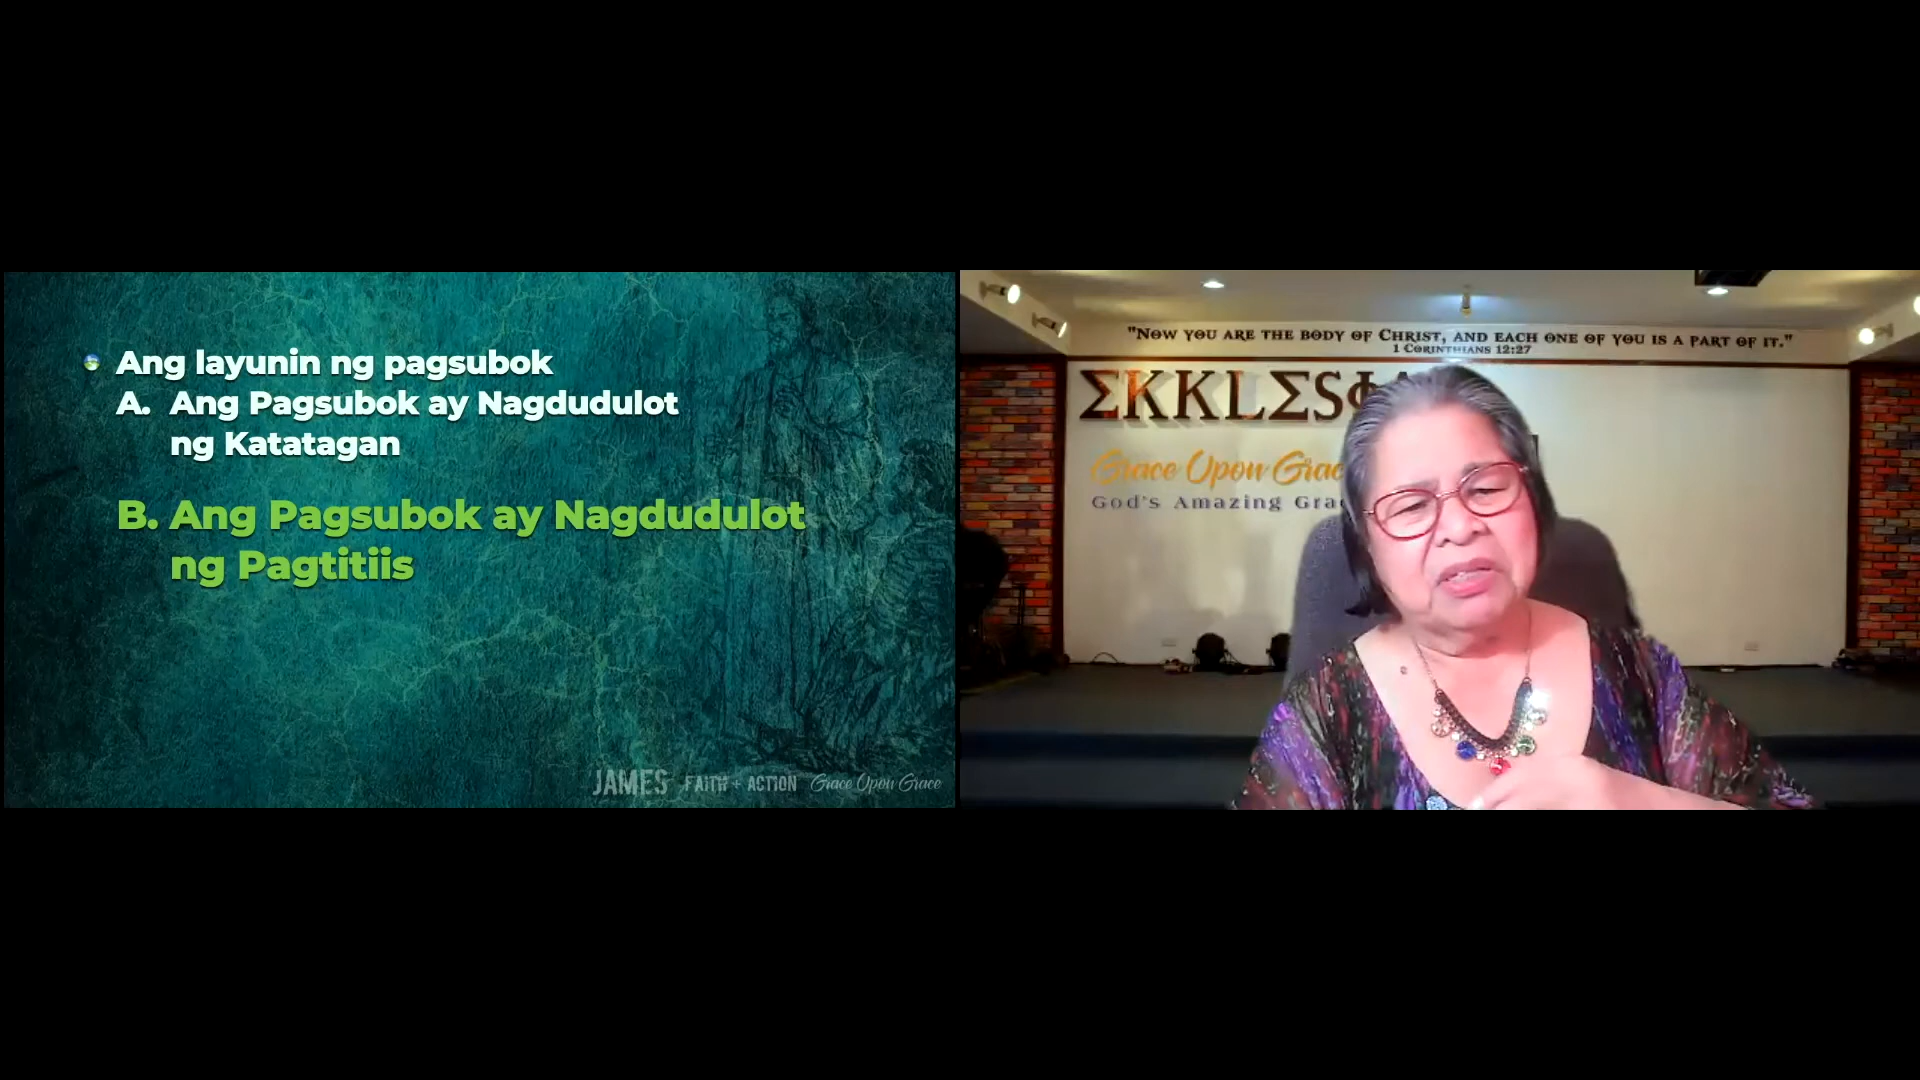 Ang layunin ng pagsubok
A. Ang Pagsubok ay Nagdudulot
ng Katatagan
B. Ang Pagsubok ay Nagdudulot
ng Pagtitiis
JAMES FAITH + ACTION Grace Upon Grace
"Now you are the body of Christ, and each one of you is a part of it."
1 Corinthians 12:27
ΣKKLΣSI
Grace Upon Grac
God's Amazing Gra